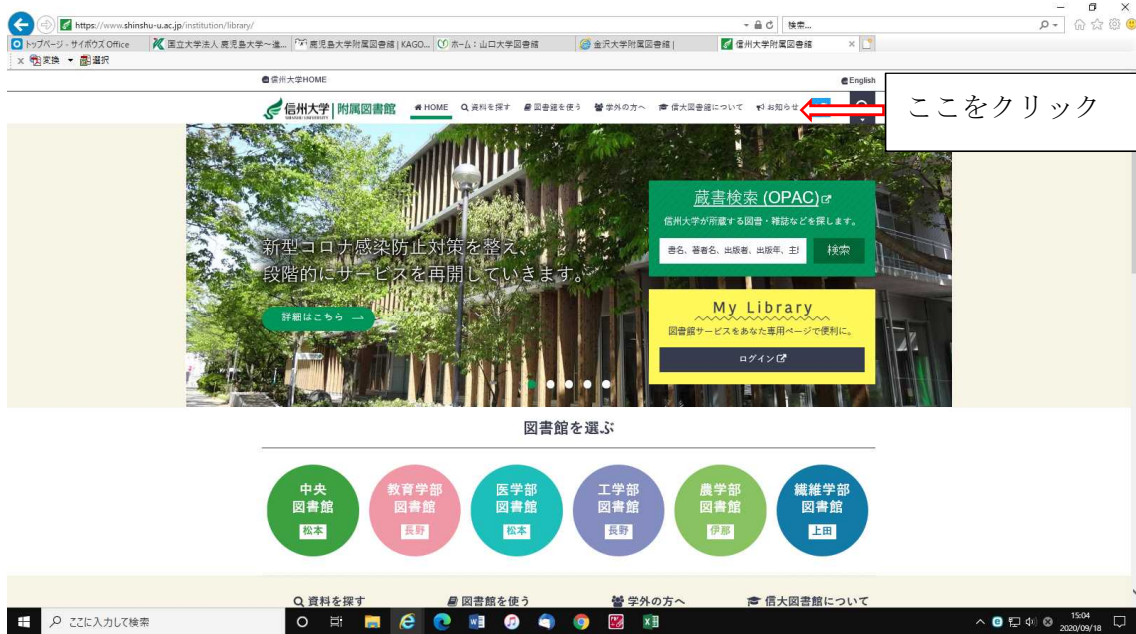 https://www.shinshu-u.ac.jp/institution/library/
検索...
トップページ - サイボウズ Office
国立大学法人 鹿児島大学~進...
鹿児島大学附属図書館 | KAGO...
ホーム：山口大学図書館
金沢大学附属図書館 |
信州大学附属図書館
x 変換 ▼ 選択
信州大学HOME
English
信州大学 附属図書館
SHINSHU UNIVERSITY
HOME
資料を探す
図書館を使う
学外の方へ
信大図書館について
お知らせ
ここをクリック
蔵書検索 (OPAC)
信州大学が所蔵する図書・雑誌などを探します。
書名、著者名、出版者、出版年、主
検索
新型コロナ感染防止対策を整え、
段階的にサービスを再開していきます。
詳細はこちら
My Library
図書館サービスをあなた専用ページで便利に。
ログイン
図書館を選ぶ
中央
図書館
松本
教育学部
図書館
長野
医学部
図書館
松本
工学部
図書館
長野
農学部
図書館
伊那
繊維学部
図書館
上田
資料を探す
図書館を使う
学外の方へ
信大図書館について
ここに入力して検索
15:04
2020/09/18